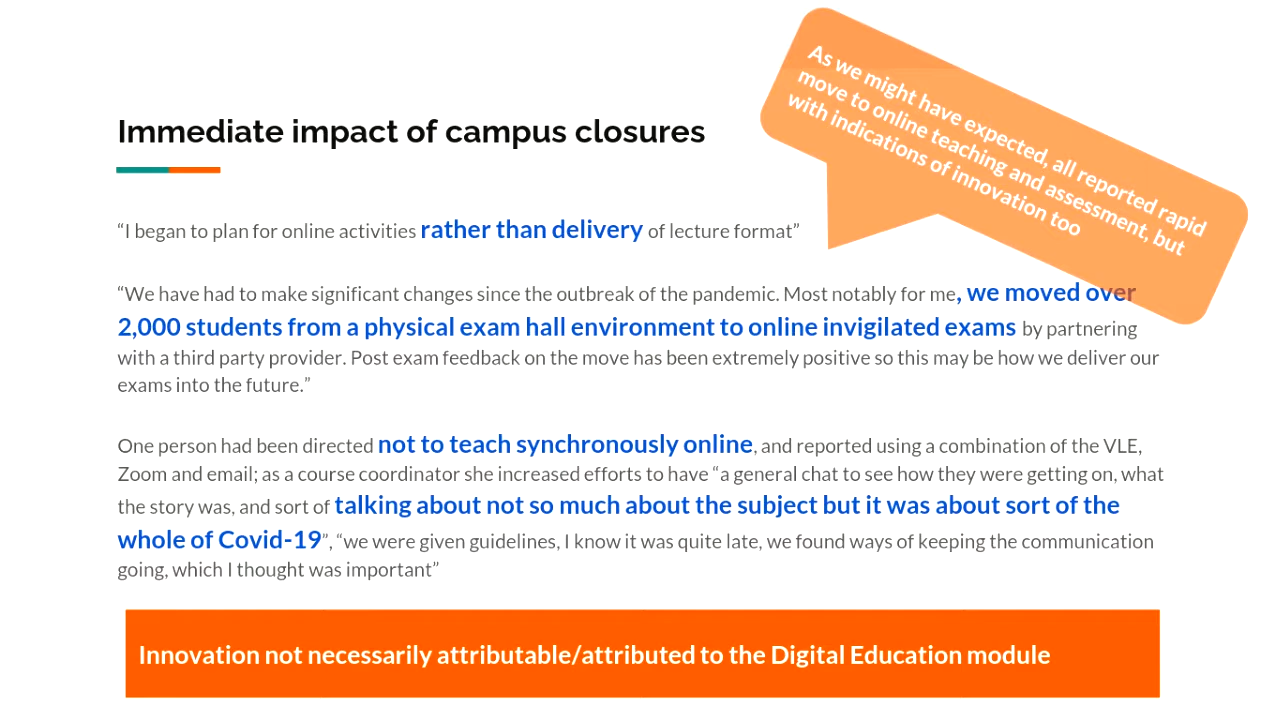 As we might have expected, all reported rapid
move to online teaching and assessment, but
with indications of innovation too
Immediate impact of campus closures
“I began to plan for online activities rather than delivery of lecture format”
“We have had to make significant changes since the outbreak of the pandemic. Most notably for me, we moved over
2,000 students from a physical exam hall environment to online invigilated exams by partnering
with a third party provider. Post exam feedback on the move has been extremely positive so this may be how we deliver our
exams into the future.”
One person had been directed not to teach synchronously online, and reported using a combination of the VLE,
Zoom and email; as a course coordinator she increased efforts to have “a general chat to see how they were getting on, what
the story was, and sort of talking about not so much about the subject but it was about sort of the
whole of Covid-19”, “we were given guidelines, I know it was quite late, we found ways of keeping the communication
going, which I thought was important”
Innovation not necessarily attributable/attributed to the Digital Education module